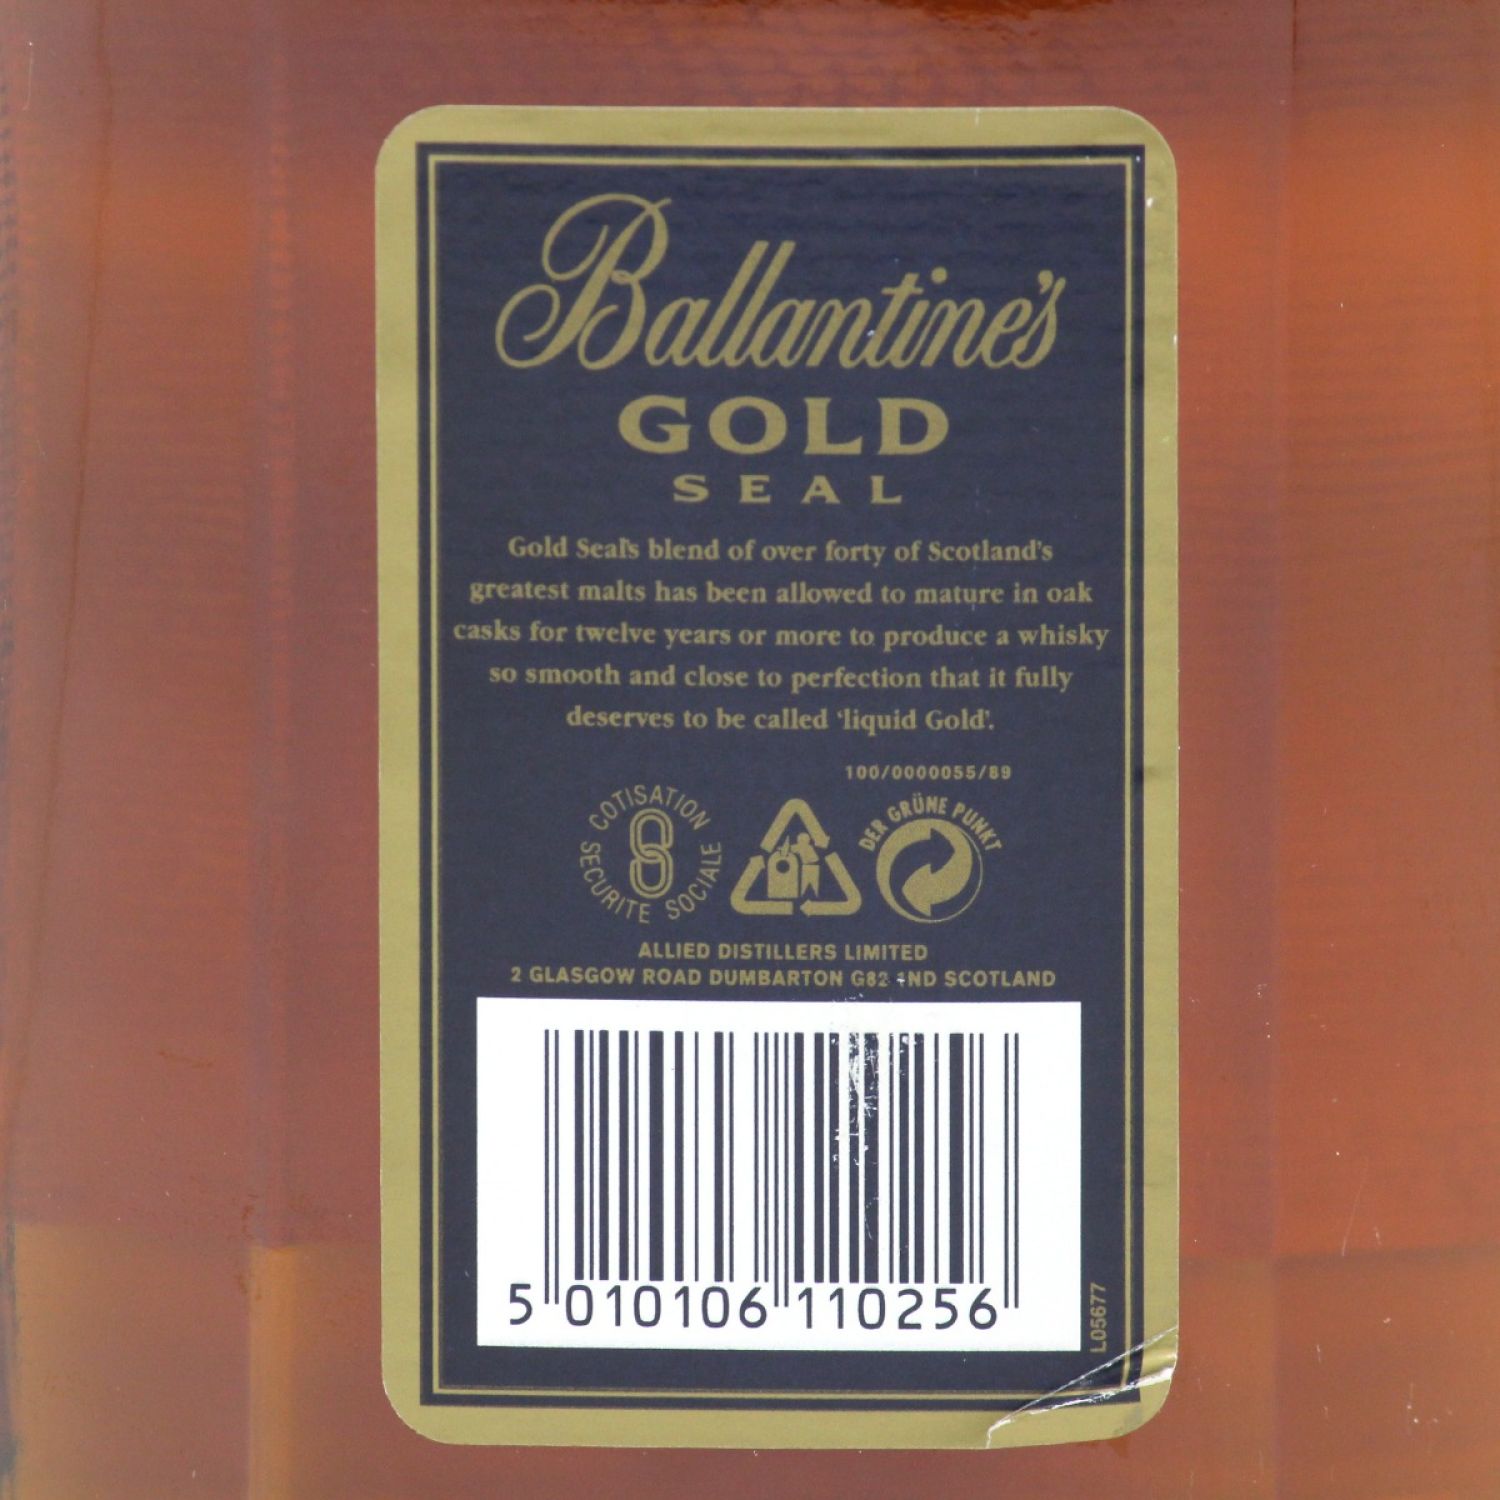 Ballantine's
GOLD
SEAL
Gold Seal's blend of over forty of Scotland's
greatest malts has been allowed to mature in oak
casks for twelve years or more to produce a whisky
so smooth and close to perfection that it fully
deserves to be called 'liquid Gold'.
100/0000055/89
COTISATION
SECURITE SOCIALE
DER GRÜNE PUNKT
ALLIED DISTILLERS LIMITED
2 GLASGOW ROAD DUMBARTON G82 1ND SCOTLAND
5 010106 110256
L05677